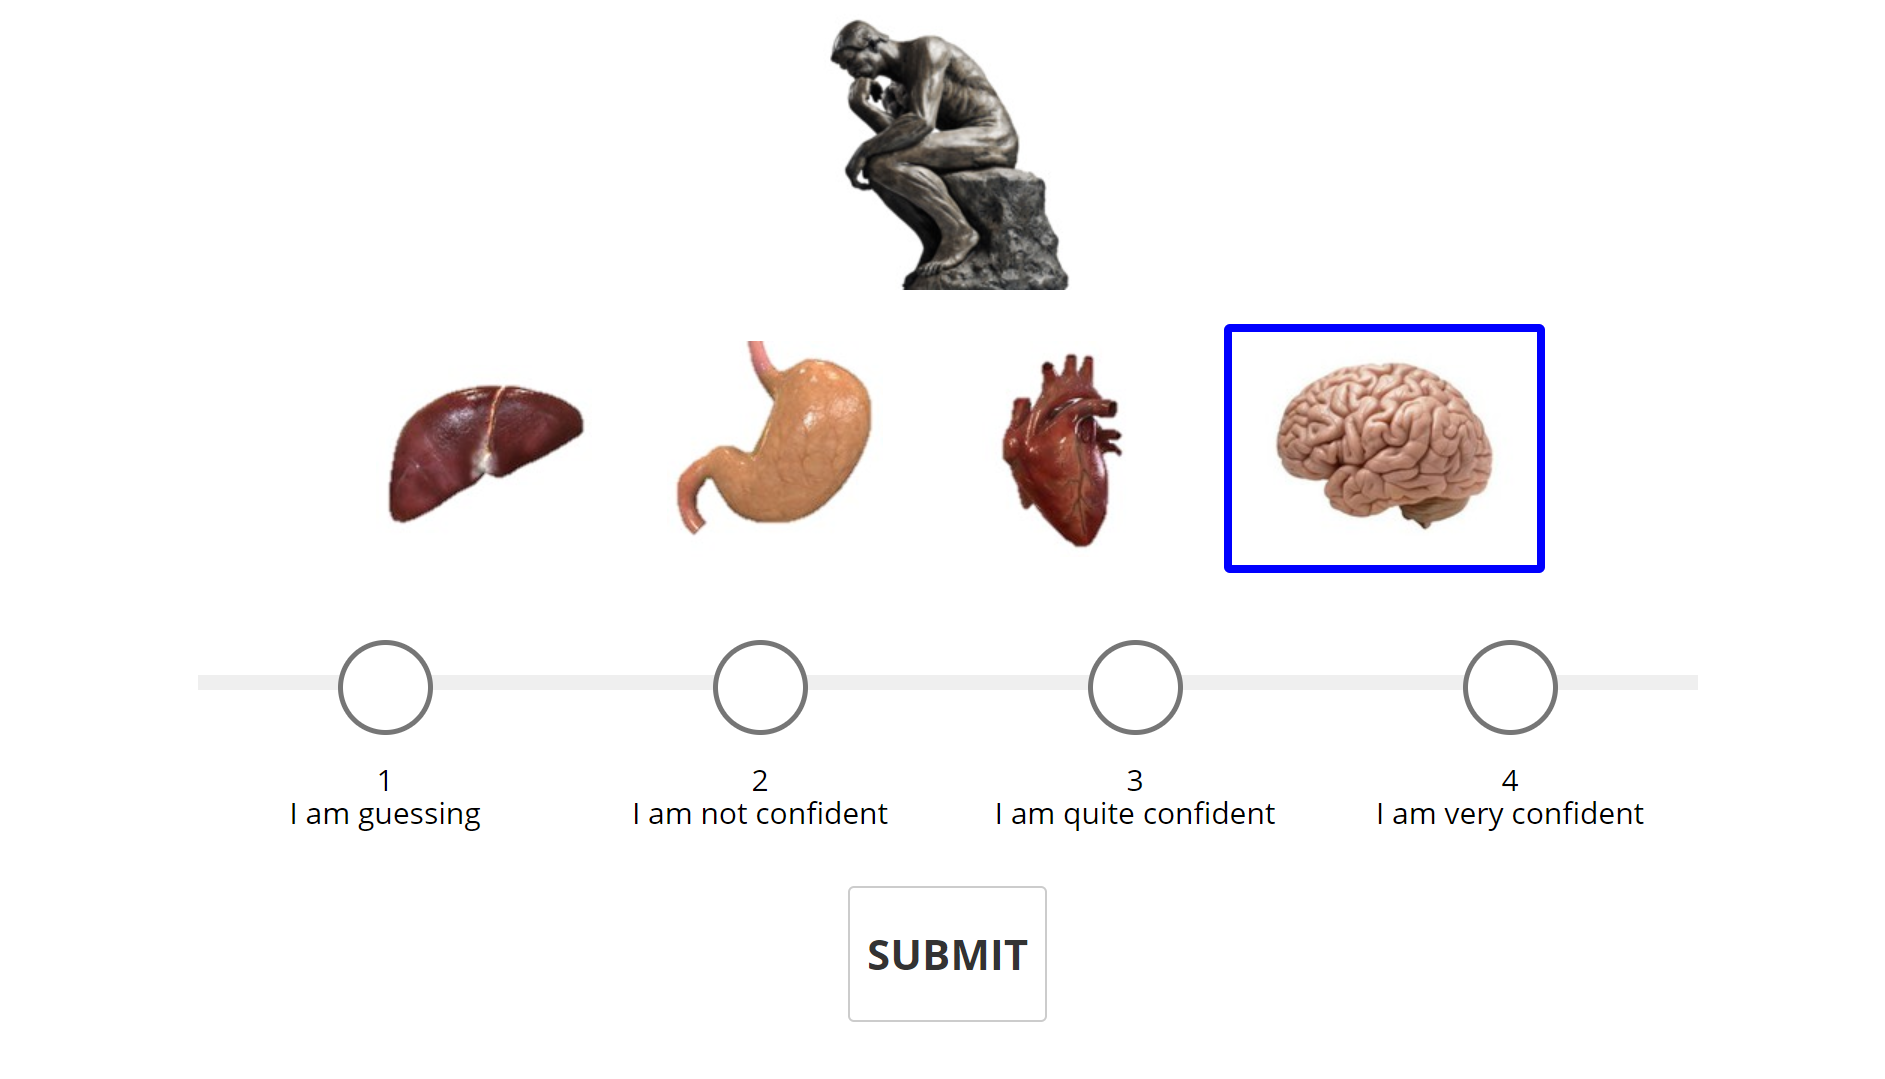 1
I am guessing
2
I am not confident
3
I am quite confident
4
I am very confident
SUBMIT